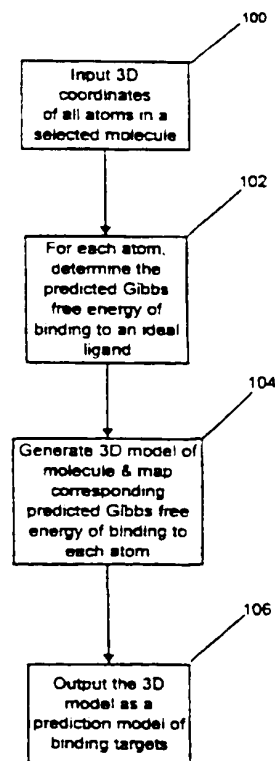 100
Input 3D
coordinates
of all atoms in a
selected molecule
102
For each atom,
determine the
predicted Gibbs
free energy of
binding to an ideal
ligand
104
Generate 3D model of
molecule & map
corresponding
predicted Gibbs free
energy of binding to
each atom
106
Output the 3D
model as a
prediction model of
binding targets